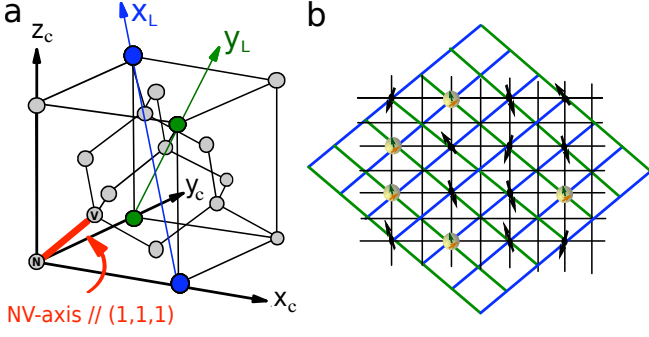 a
x_L
b
z_c
y_L
y_c
V
N
x_c
NV-axis // (1,1,1)